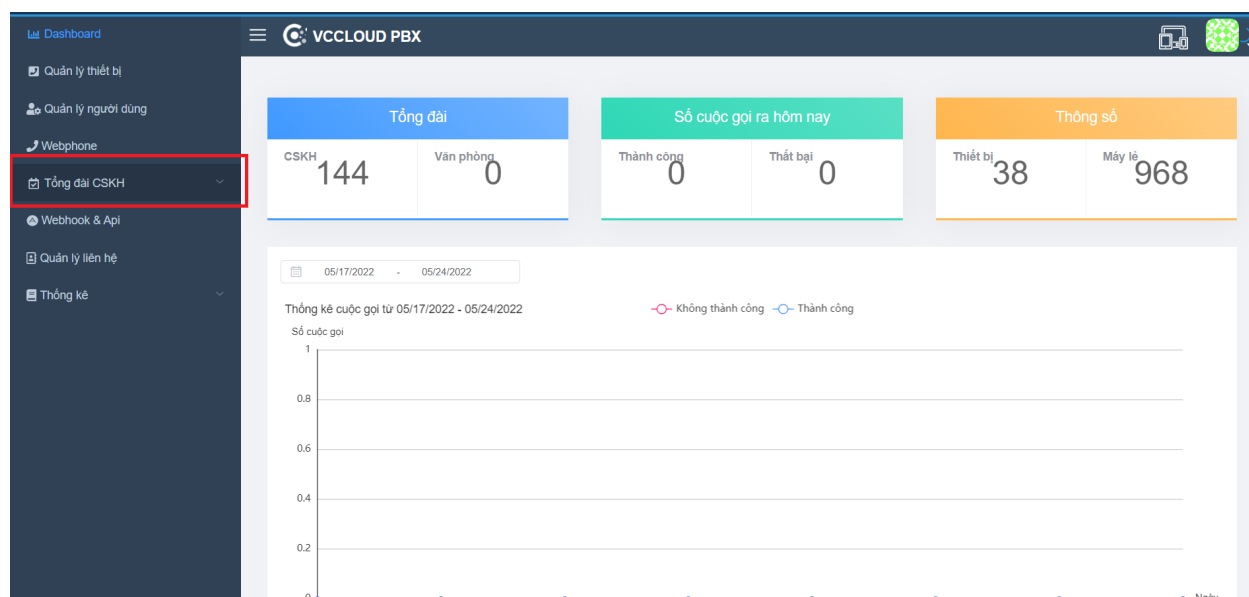 Dashboard
Quản lý thiết bị
Quản lý người dùng
Webphone
Tổng đài CSKH
Webhook & Api
Quản lý liên hệ
Thống kê
VCCLOUD PBX
Tổng đài
CSKH
144
Văn phòng
0
Số cuộc gọi ra hôm nay
Thành công
0
Thất bại
0
Thông số
Thiết bị
38
Máy lẻ
968
05/17/2022 - 05/24/2022
Thống kê cuộc gọi từ 05/17/2022 - 05/24/2022
Không thành công Thành công
Số cuộc gọi
1
0.8
0.6
0.4
0.2
0
Ngày